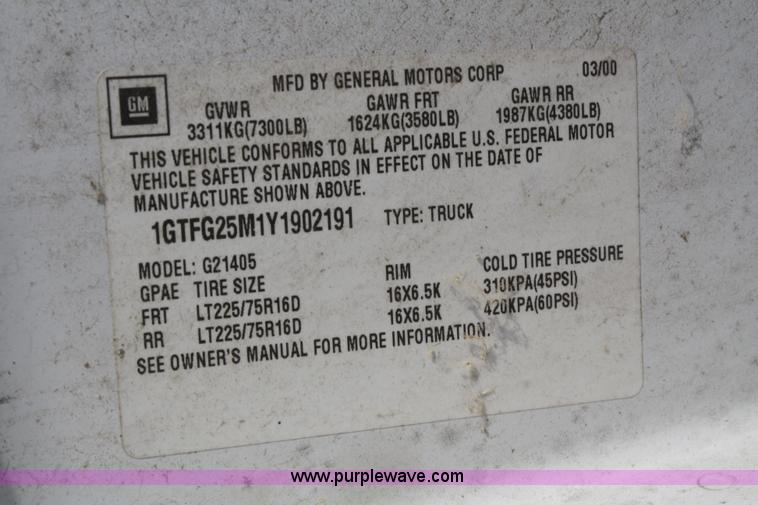 MFD BY GENERAL MOTORS CORP 03/00
GM
GVWR GAWR FRT GAWR RR
3311KG(7300LB) 1624KG(3580LB) 1987KG(4380LB)
THIS VEHICLE CONFORMS TO ALL APPLICABLE U.S. FEDERAL MOTOR
VEHICLE SAFETY STANDARDS IN EFFECT ON THE DATE OF
MANUFACTURE SHOWN ABOVE.
1GTFG25M1Y1902191 TYPE: TRUCK
MODEL: G21405
GPAE TIRE SIZE RIM COLD TIRE PRESSURE
FRT LT225/75R16D 16X6.5K 310KPA(45PSI)
RR LT225/75R16D 16X6.5K 420KPA(60PSI)
SEE OWNER'S MANUAL FOR MORE INFORMATION.
www.purplewave.com